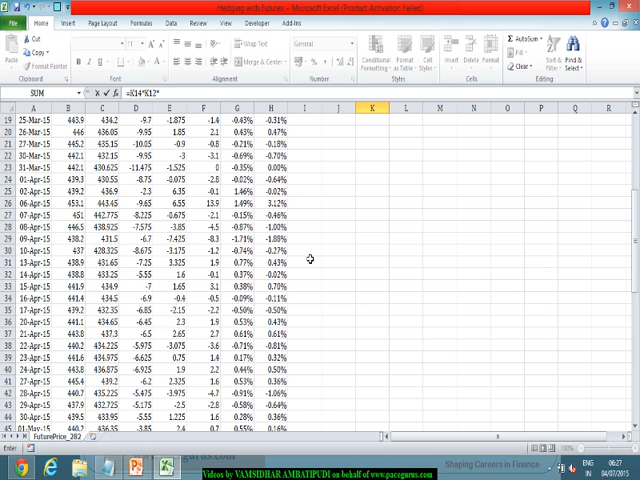 Hedging with Futures - Microsoft Excel (Product Activation Failed)
File Home Insert Page Layout Formulas Data Review View Developer Add-Ins
Cut
Copy
Paste
Clipboard
11
Font
Wrap Text
Merge & Center
Alignment
General
Number
Conditional Formatting
Format as Table
Cell Styles
Styles
Insert Delete Format
Cells
AutoSum
Fill
Clear
Sort & Filter
Find & Select
Editing
SUM =K14*K12*
A B C D E F G H I J K L M N O P Q R
19 25-Mar-15 443.9 434.2 -9.7 -1.875 -1.4 -0.43% -0.31%
20 26-Mar-15 446 436.05 -9.95 1.85 2.1 0.43% 0.47%
21 27-Mar-15 445.2 435.15 -10.05 -0.9 -0.8 -0.21% -0.18%
22 30-Mar-15 442.1 432.15 -9.95 -3 -3.1 -0.69% -0.70%
23 31-Mar-15 442.1 430.625 -11.475 -1.525 0 -0.35% 0.00%
24 01-Apr-15 439.3 430.55 -8.75 -0.075 -2.8 -0.02% -0.64%
25 02-Apr-15 439.2 436.9 -2.3 6.35 -0.1 1.46% -0.02%
26 06-Apr-15 453.1 443.45 -9.65 6.55 13.9 1.49% 3.12%
27 07-Apr-15 451 442.775 -8.225 -0.675 -2.1 -0.15% -0.46%
28 08-Apr-15 446.5 438.925 -7.575 -3.85 -4.5 -0.87% -1.00%
29 09-Apr-15 438.2 431.5 -6.7 -7.425 -8.3 -1.71% -1.88%
30 10-Apr-15 437 428.325 -8.675 -3.175 -1.2 -0.74% -0.27%
31 13-Apr-15 438.9 431.65 -7.25 3.325 1.9 0.77% 0.43%
32 14-Apr-15 438.8 433.25 -5.55 1.6 -0.1 0.37% -0.02%
33 15-Apr-15 441.9 434.9 -7 1.65 3.1 0.38% 0.70%
34 16-Apr-15 441.4 434.5 -6.9 -0.4 -0.5 -0.09% -0.11%
35 17-Apr-15 439.2 432.35 -6.85 -2.15 -2.2 -0.50% -0.50%
36 20-Apr-15 441.1 434.65 -6.45 2.3 1.9 0.53% 0.43%
37 21-Apr-15 443.8 437.3 -6.5 2.65 2.7 0.61% 0.61%
38 22-Apr-15 440.2 434.225 -5.975 -3.075 -3.6 -0.71% -0.81%
39 23-Apr-15 441.6 434.975 -6.625 0.75 1.4 0.17% 0.32%
40 24-Apr-15 443.8 436.875 -6.925 1.9 2.2 0.44% 0.50%
41 27-Apr-15 445.4 439.2 -6.2 2.325 1.6 0.53% 0.36%
42 28-Apr-15 440.7 435.225 -5.475 -3.975 -4.7 -0.91% -1.06%
43 29-Apr-15 437.9 432.725 -5.175 -2.5 -2.8 -0.58% -0.64%
44 30-Apr-15 439.5 433.95 -5.55 1.225 1.6 0.28% 0.36%
45 01-May-15 440.2 436.35 -3.85 2.4 0.7 0.55% 0.16%
FuturePrice_282
Enter
100%
www.pacegurus.com
Shaping Careers in Finance
ENG
IN
06:27
04/07/2015
Videos by VAMSIDHAR AMBATIPUDI on behalf of www.pacegurus.com